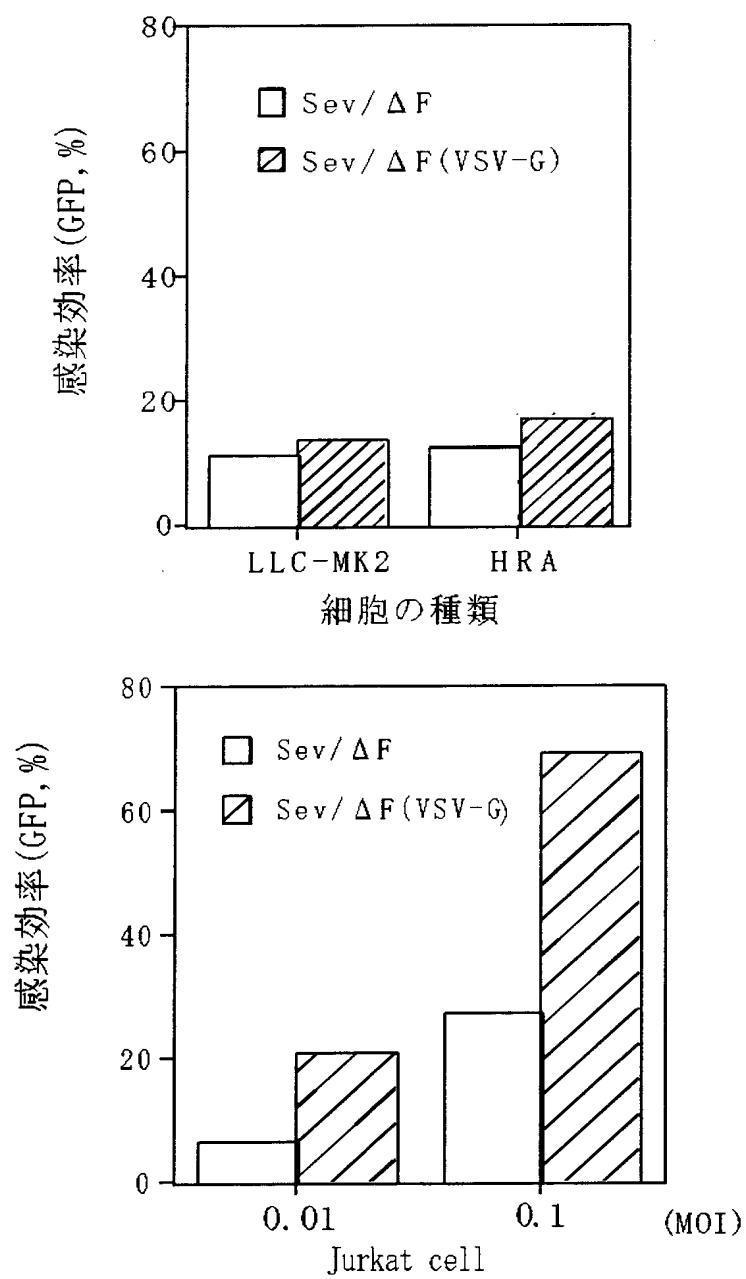 80
60
40
20
0
感染効率(GFP,%)
Sev/ΔF
Sev/ΔF(VSV-G)
LLC-MK2 HRA
細胞の種類
80
60
40
20
0
感染効率(GFP,%)
Sev/ΔF
Sev/ΔF(VSV-G)
0.01 0.1 (MOI)
Jurkat cell